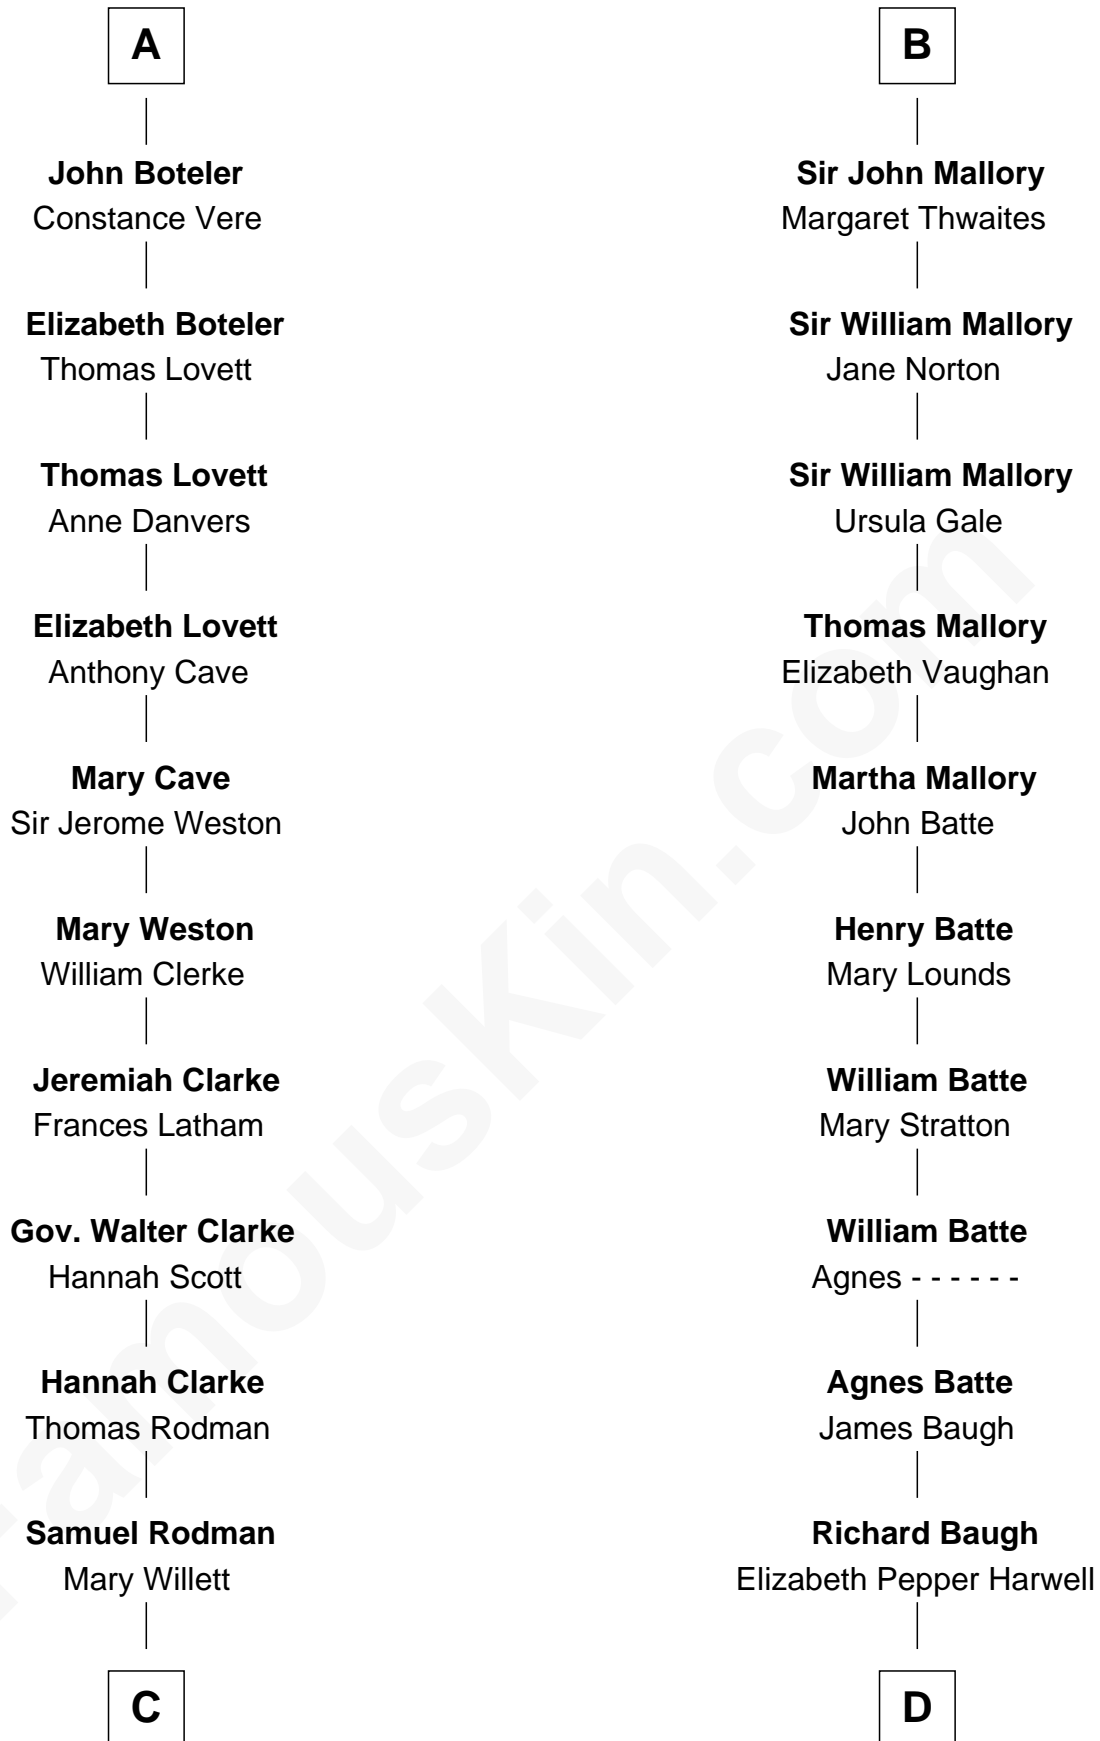 A
John Boteler
Constance Vere
Elizabeth Boteler
Thomas Lovett
Thomas Lovett
Anne Danvers
Elizabeth Lovett
Anthony Cave
Mary Cave
Sir Jerome Weston
Mary Weston
William Clerke
Jeremiah Clarke
Frances Latham
Gov. Walter Clarke
Hannah Scott
Hannah Clarke
Thomas Rodman
Samuel Rodman
Mary Willett
C
B
Sir John Mallory
Margaret Thwaites
Sir William Mallory
Jane Norton
Sir William Mallory
Ursula Gale
Thomas Mallory
Elizabeth Vaughan
Martha Mallory
John Batte
Henry Batte
Mary Lounds
William Batte
Mary Stratton
William Batte
Agnes - - - - - -
Agnes Batte
James Baugh
Richard Baugh
Elizabeth Pepper Harwell
D
FamousKin.com